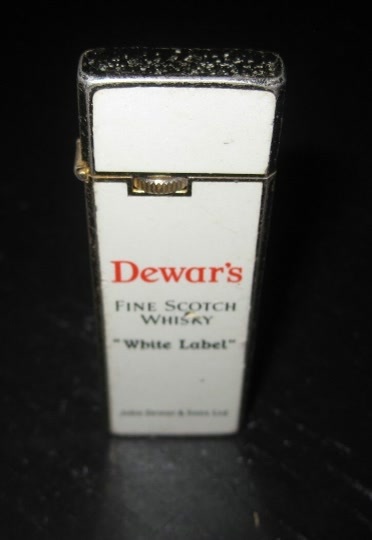 Dewar's
FINE SCOTCH
WHISKY
"White Label"
John Dewar & Sons Ltd